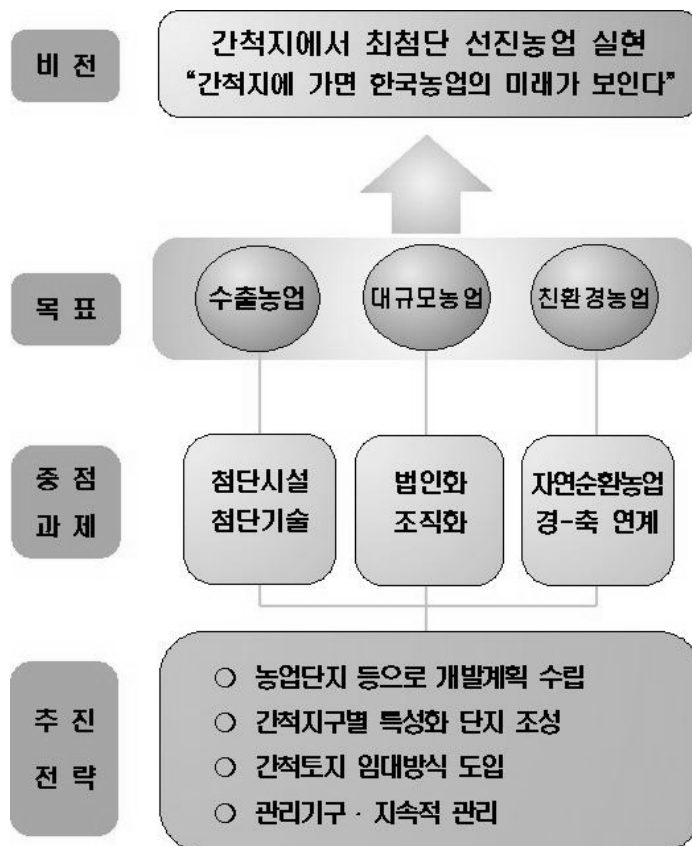 비 전
간척지에서 최첨단 선진농업 실현
“간척지에 가면 한국농업의 미래가 보인다”
목 표
수출농업
대규모농업
친환경농업
중 점
과 제
첨단시설
첨단기술
법인화
조직화
자연순환농업
경-축 연계
추 진
전 략
○ 농업단지 등으로 개발계획 수립
○ 간척지구별 특성화 단지 조성
○ 간척토지 임대방식 도입
○ 관리기구 · 지속적 관리